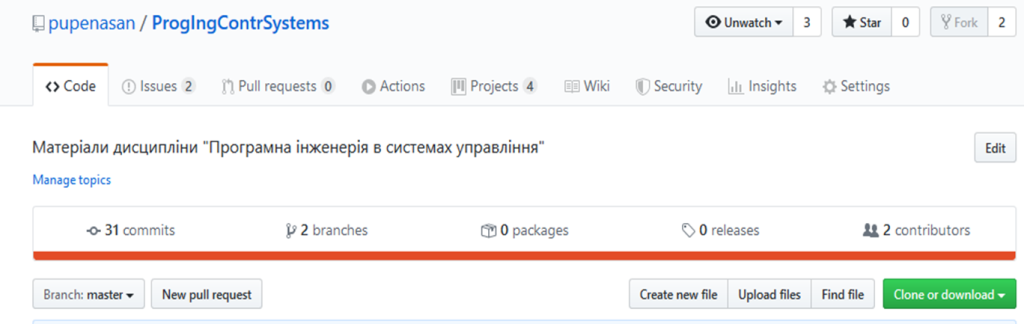 pupenasan / ProgIngContrSystems Unwatch 3 Star 0 Fork 2
Code Issues 2 Pull requests 0 Actions Projects 4 Wiki Security Insights Settings
Матеріали дисципліни "Програмна інженерія в системах управління" Edit
Manage topics
31 commits 2 branches 0 packages 0 releases 2 contributors
Branch: master New pull request Create new file Upload files Find file Clone or download